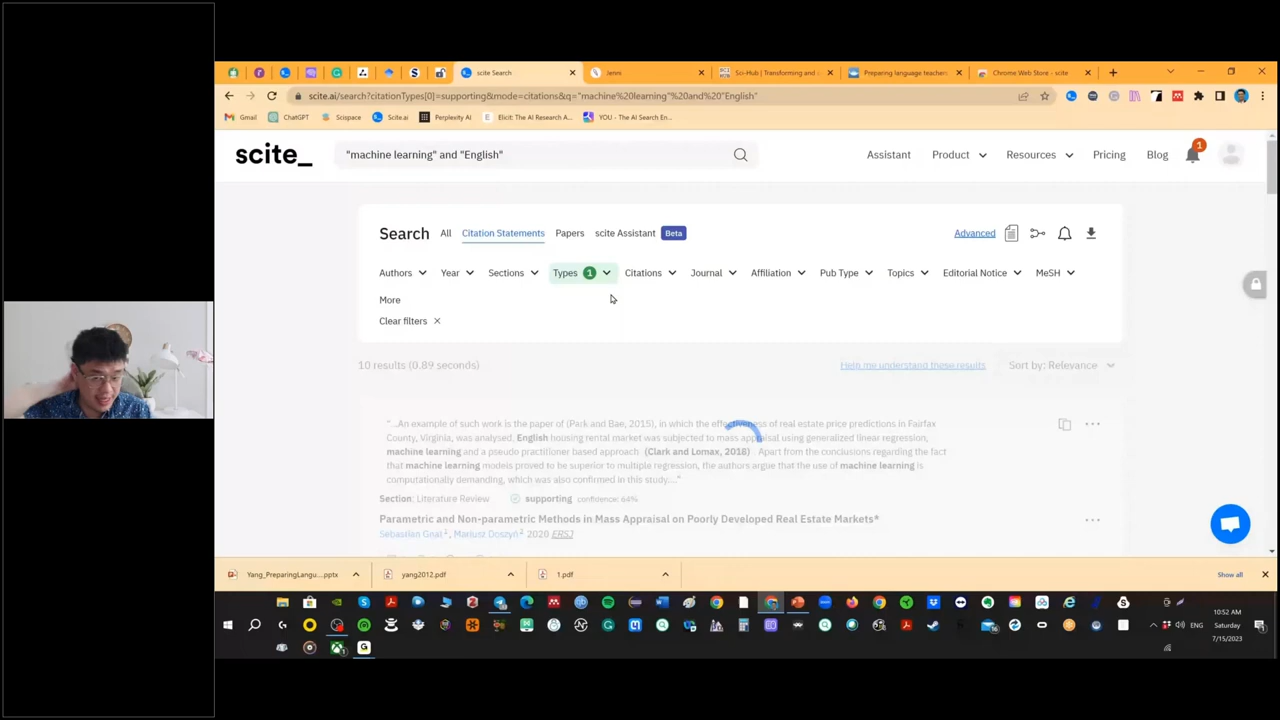 scite Search
Jenni
Sci-Hub | Transforming and s
Preparing language teachers
Chrome Web Store - scite
scite.ai/search?citationTypes[0]=supporting&mode=citations&q="machine%20learning"%20and%20"English"
Gmail ChatGPT Scispace Scite.ai Perplexity AI Elicit: The AI Research A... YOU - The AI Search En...
scite_ "machine learning" and "English" Assistant Product Resources Pricing Blog 1
Search All Citation Statements Papers scite Assistant Beta Advanced
Authors Year Sections Types 1 Citations Journal Affiliation Pub Type Topics Editorial Notice MeSH
More
Clear filters
10 results (0.89 seconds) Help me understand these results Sort by: Relevance
"...An example of such work is the paper of (Park and Bae, 2015), in which the effectiveness of real estate price predictions in Fairfax
County, Virginia, was analysed. English housing rental market was subjected to mass appraisal using generalized linear regression,
machine learning and a pseudo practitioner based approach (Clark and Lomax, 2018) Apart from the conclusions regarding the fact
that machine learning models proved to be superior to multiple regression, the authors argue that the use of machine learning is
computationally demanding, which was also confirmed in this study...."
Section: Literature Review supporting confidence: 64%
Parametric and Non-parametric Methods in Mass Appraisal on Poorly Developed Real Estate Markets*
2020 ERSJ
Yang_PreparingLangu....pptx yang2012.pdf 1.pdf Show all
10:52 AM
ENG Saturday
7/15/2023